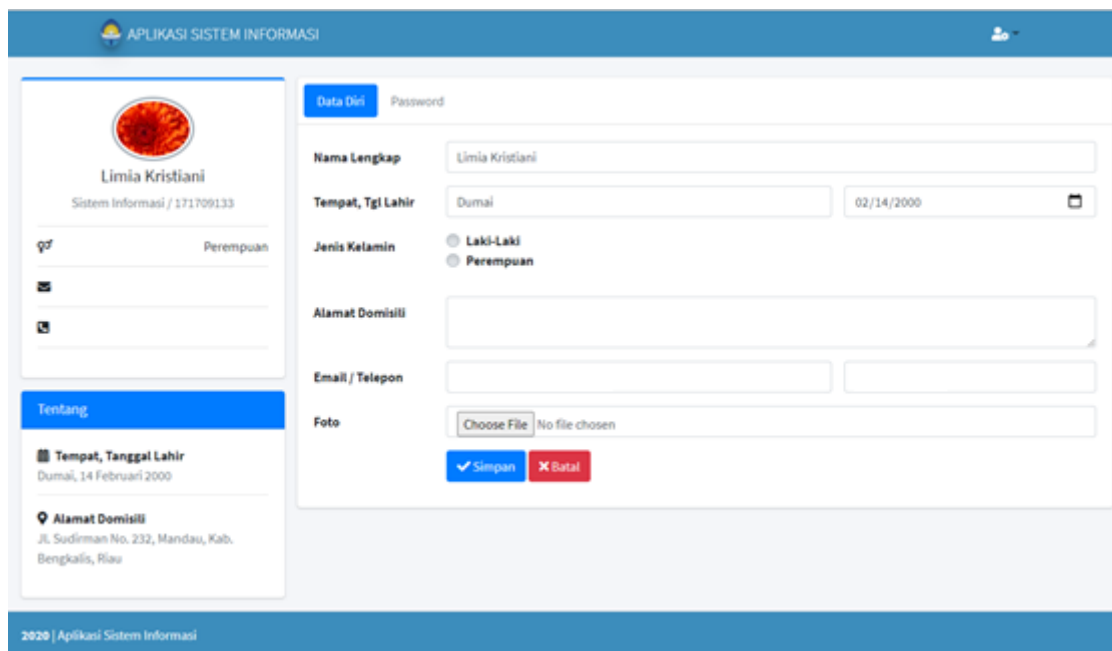 APLIKASI SISTEM INFORMASI
Limia Kristiani
Sistem Informasi / 171709133
Perempuan
Tentang
Tempat, Tanggal Lahir
Dumai, 14 Februari 2000
Alamat Domisili
Jl. Sudirman No. 232, Mandau, Kab.
Bengkalis, Riau
Data Diri Password
Nama Lengkap Limia Kristiani
Tempat, Tgl Lahir Dumai 02/14/2000
Jenis Kelamin Laki-Laki
Perempuan
Alamat Domisili
Email / Telepon
Foto Choose File No file chosen
Simpan Batal
2020 | Aplikasi Sistem Informasi